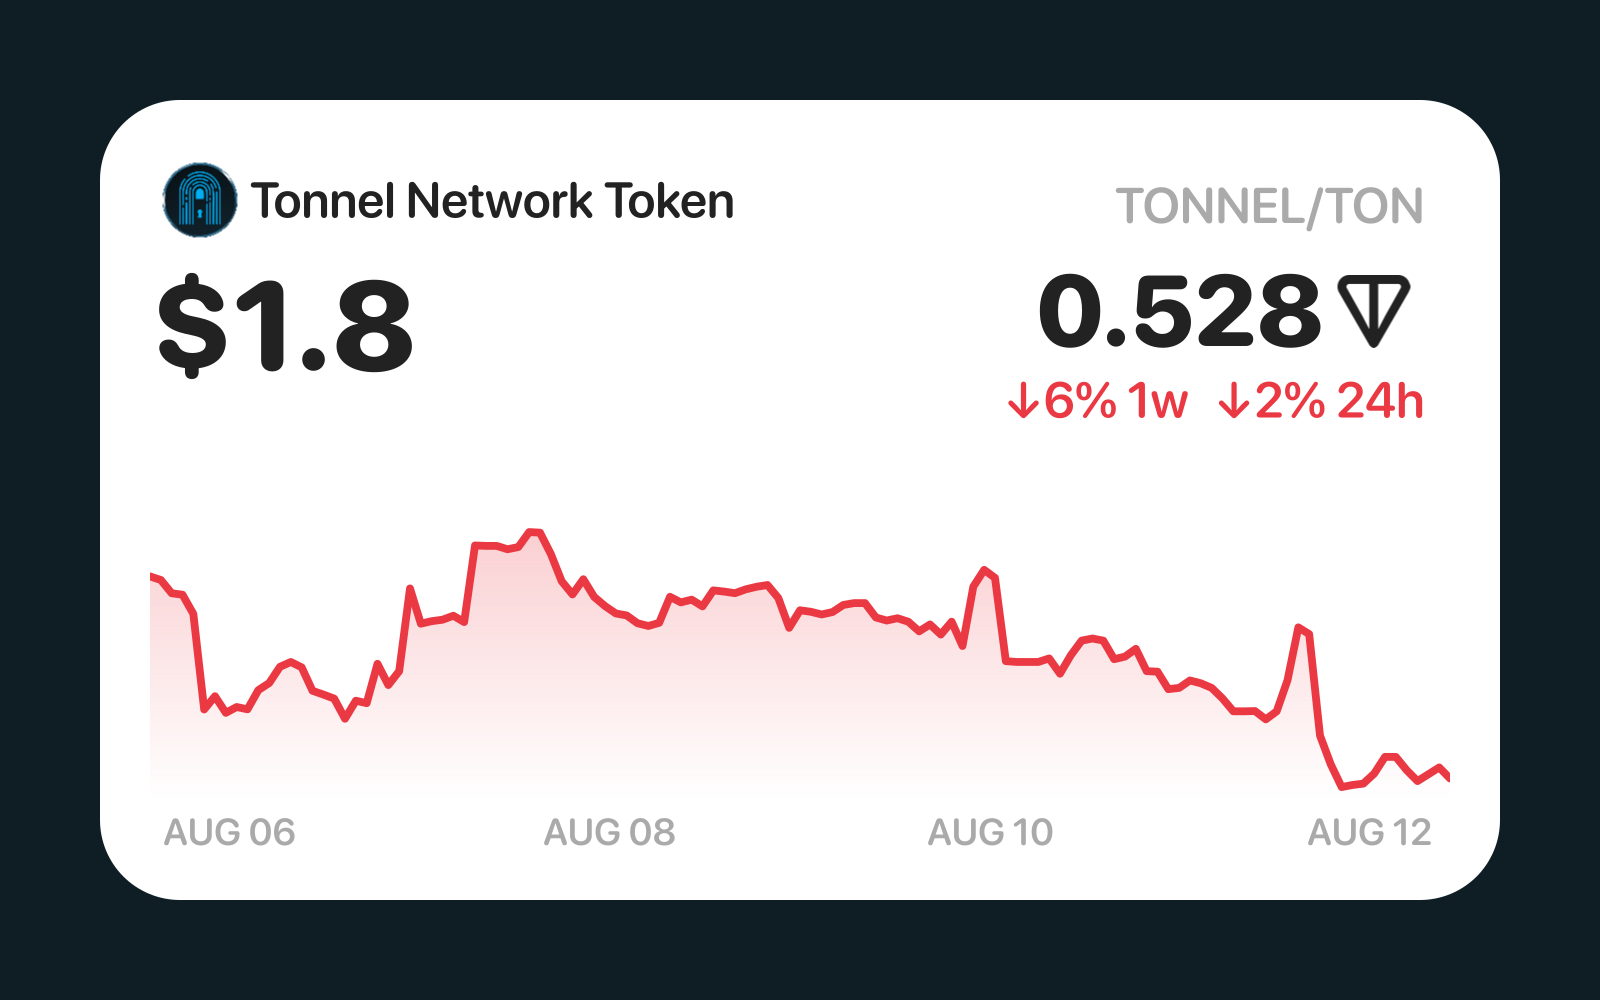 Tonnel Network Token
TONNEL/TON
$1.8
0.528
↓6% 1w ↓2% 24h
AUG 06 AUG 08 AUG 10 AUG 12